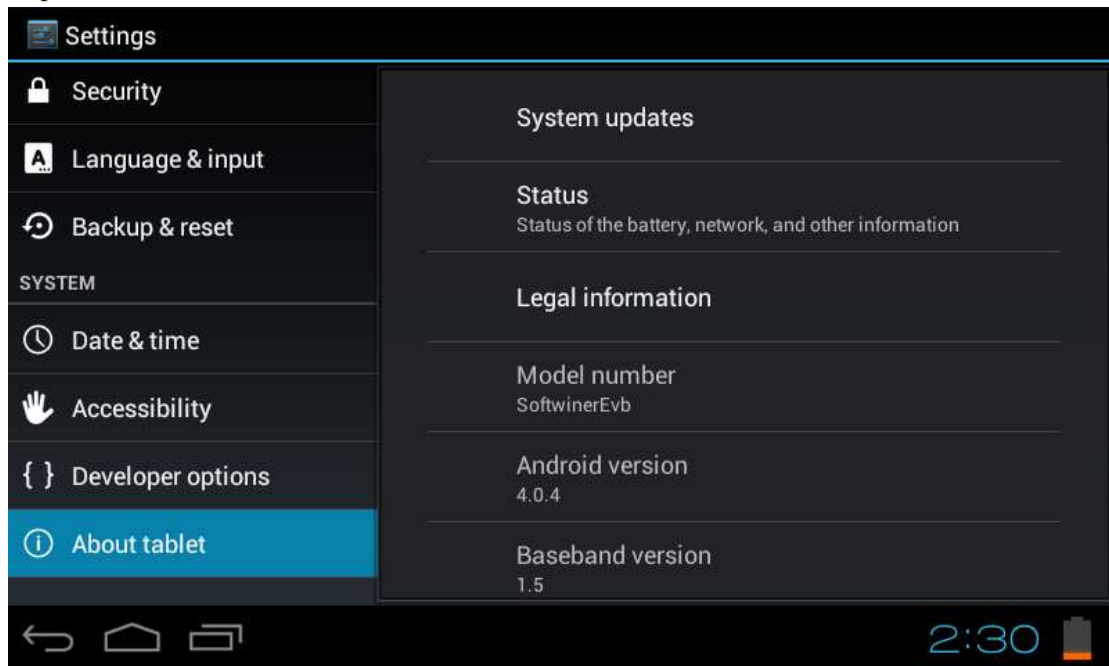 Settings
Security
Language & input
Backup & reset
SYSTEM
Date & time
Accessibility
{ } Developer options
About tablet
System updates
Status
Status of the battery, network, and other information
Legal information
Model number
SoftwinerEvb
Android version
4.0.4
Baseband version
1.5
2:30